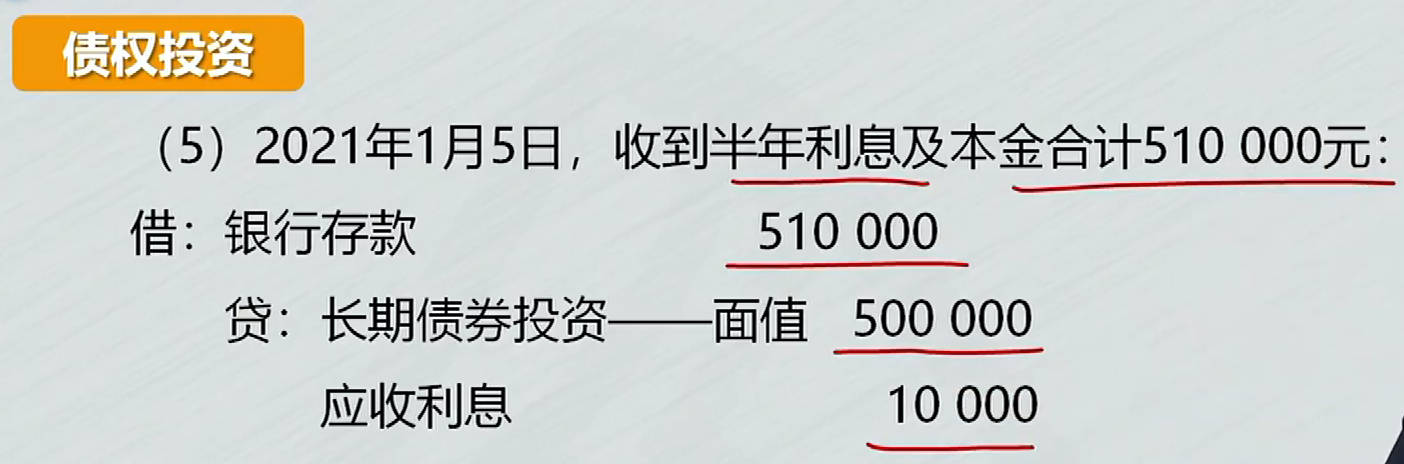 债权投资
（5）2021年1月5日，收到半年利息及本金合计510 000元：
借：银行存款 510 000
贷：长期债券投资——面值 500 000
应收利息 10 000